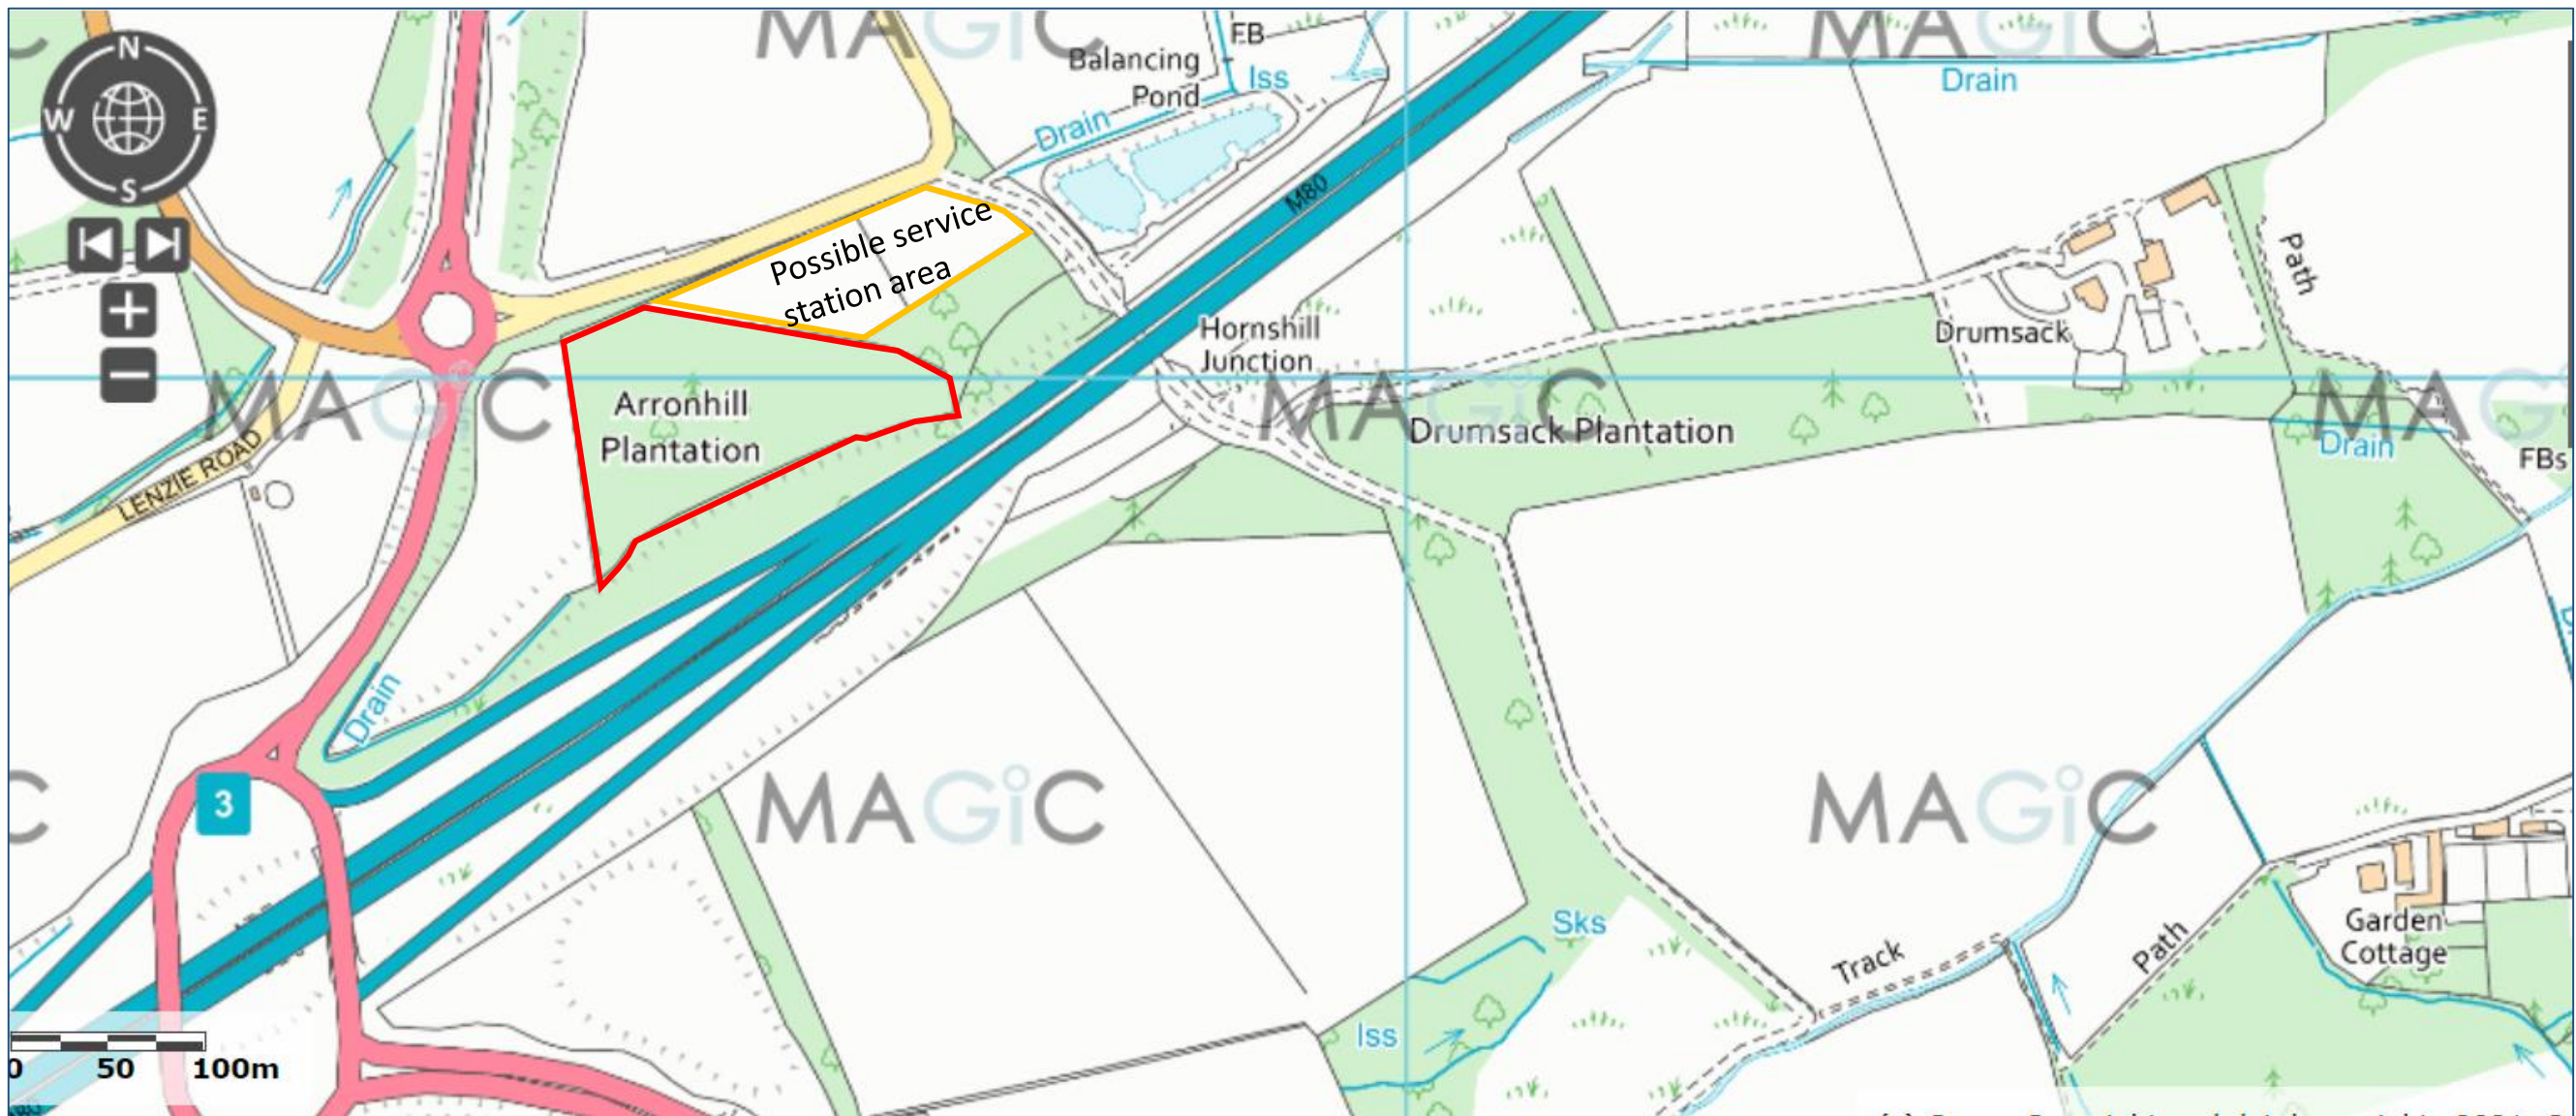 MAGiC
MAGiC
FB
Balancing
Pond
Iss
Drain
Drain
N
W
E
S
M80
Possible service
station area
Path
Hornshill
Junction
Drumsack
MAGiC
MAGiC
MAG
Arronhill
Plantation
Drumsack Plantation
Drain
FBs
LENZIE ROAD
Drain
3
MAGiC
MAGiC
Sks
Garden
Cottage
Track
Path
Iss
0 50 100m